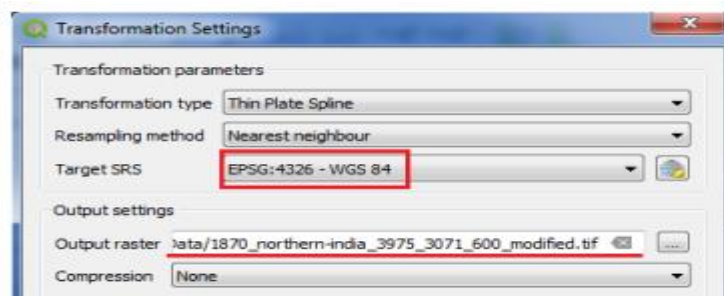 Transformation Settings
Transformation parameters
Transformation type Thin Plate Spline
Resampling method Nearest neighbour
Target SRS EPSG:4326 - WGS 84
Output settings
Output raster Data/1870_northern-india_3975_3071_600_modified.tif ...
Compression None